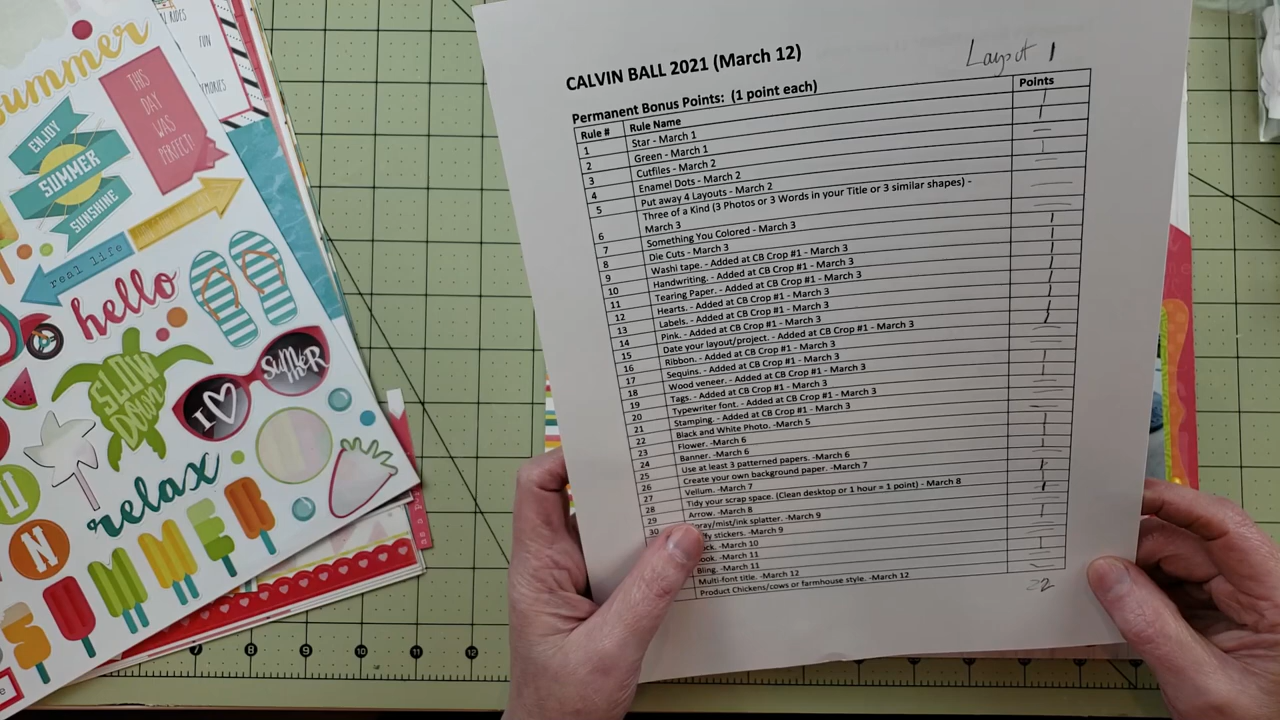 summer
RIDES
FUN
THIS
DAY
WAS
PERFECT!
ENJOY
SUMMER
SUNSHINE
real life
hello
SLOW
DOWN
I
SUMMER
relax
N
SUMMER
CALVIN BALL 2021 (March 12)
Layout 1
Permanent Bonus Points: (1 point each)
Rule # Rule Name Points
1 Star - March 1
2 Green - March 1
3 Cutfiles - March 2
4 Enamel Dots - March 2
5 Put away 4 Layouts - March 2
6 Three of a Kind (3 Photos or 3 Words in your Title or 3 similar shapes) -
March 3
7 Something You Colored - March 3
8 Die Cuts - March 3
9 Washi tape. - Added at CB Crop #1 - March 3
10 Handwriting. - Added at CB Crop #1 - March 3
11 Tearing Paper. - Added at CB Crop #1 - March 3
12 Hearts. - Added at CB Crop #1 - March 3
13 Labels. - Added at CB Crop #1 - March 3
14 Pink. - Added at CB Crop #1 - March 3
15 Date your layout/project. - Added at CB Crop #1 - March 3
16 Ribbon. - Added at CB Crop #1 - March 3
17 Sequins. - Added at CB Crop #1 - March 3
18 Wood veneer. - Added at CB Crop #1 - March 3
19 Tags. - Added at CB Crop #1 - March 3
20 Typewriter font. - Added at CB Crop #1 - March 3
21 Stamping. - Added at CB Crop #1 - March 3
22 Black and White Photo. -March 5
Flower. -March 6
24 Banner. -March 6
25 Use at least 3 patterned papers. -March 6
26 Create your own background paper. -March 7
27 Vellum. -March 7
28 Tidy your scrap space. (Clean desktop or 1 hour = 1 point) - March 8
29 Arrow. -March 8
30 pray/mist/ink splatter. -March 9
ffy stickers. -March 9
ock. -March 10
ook. -March 11
Bling. -March 11
Multi-font title. -March 12
Product Chickens/cows or farmhouse style. -March 12
22
7 8 9 10 11 12